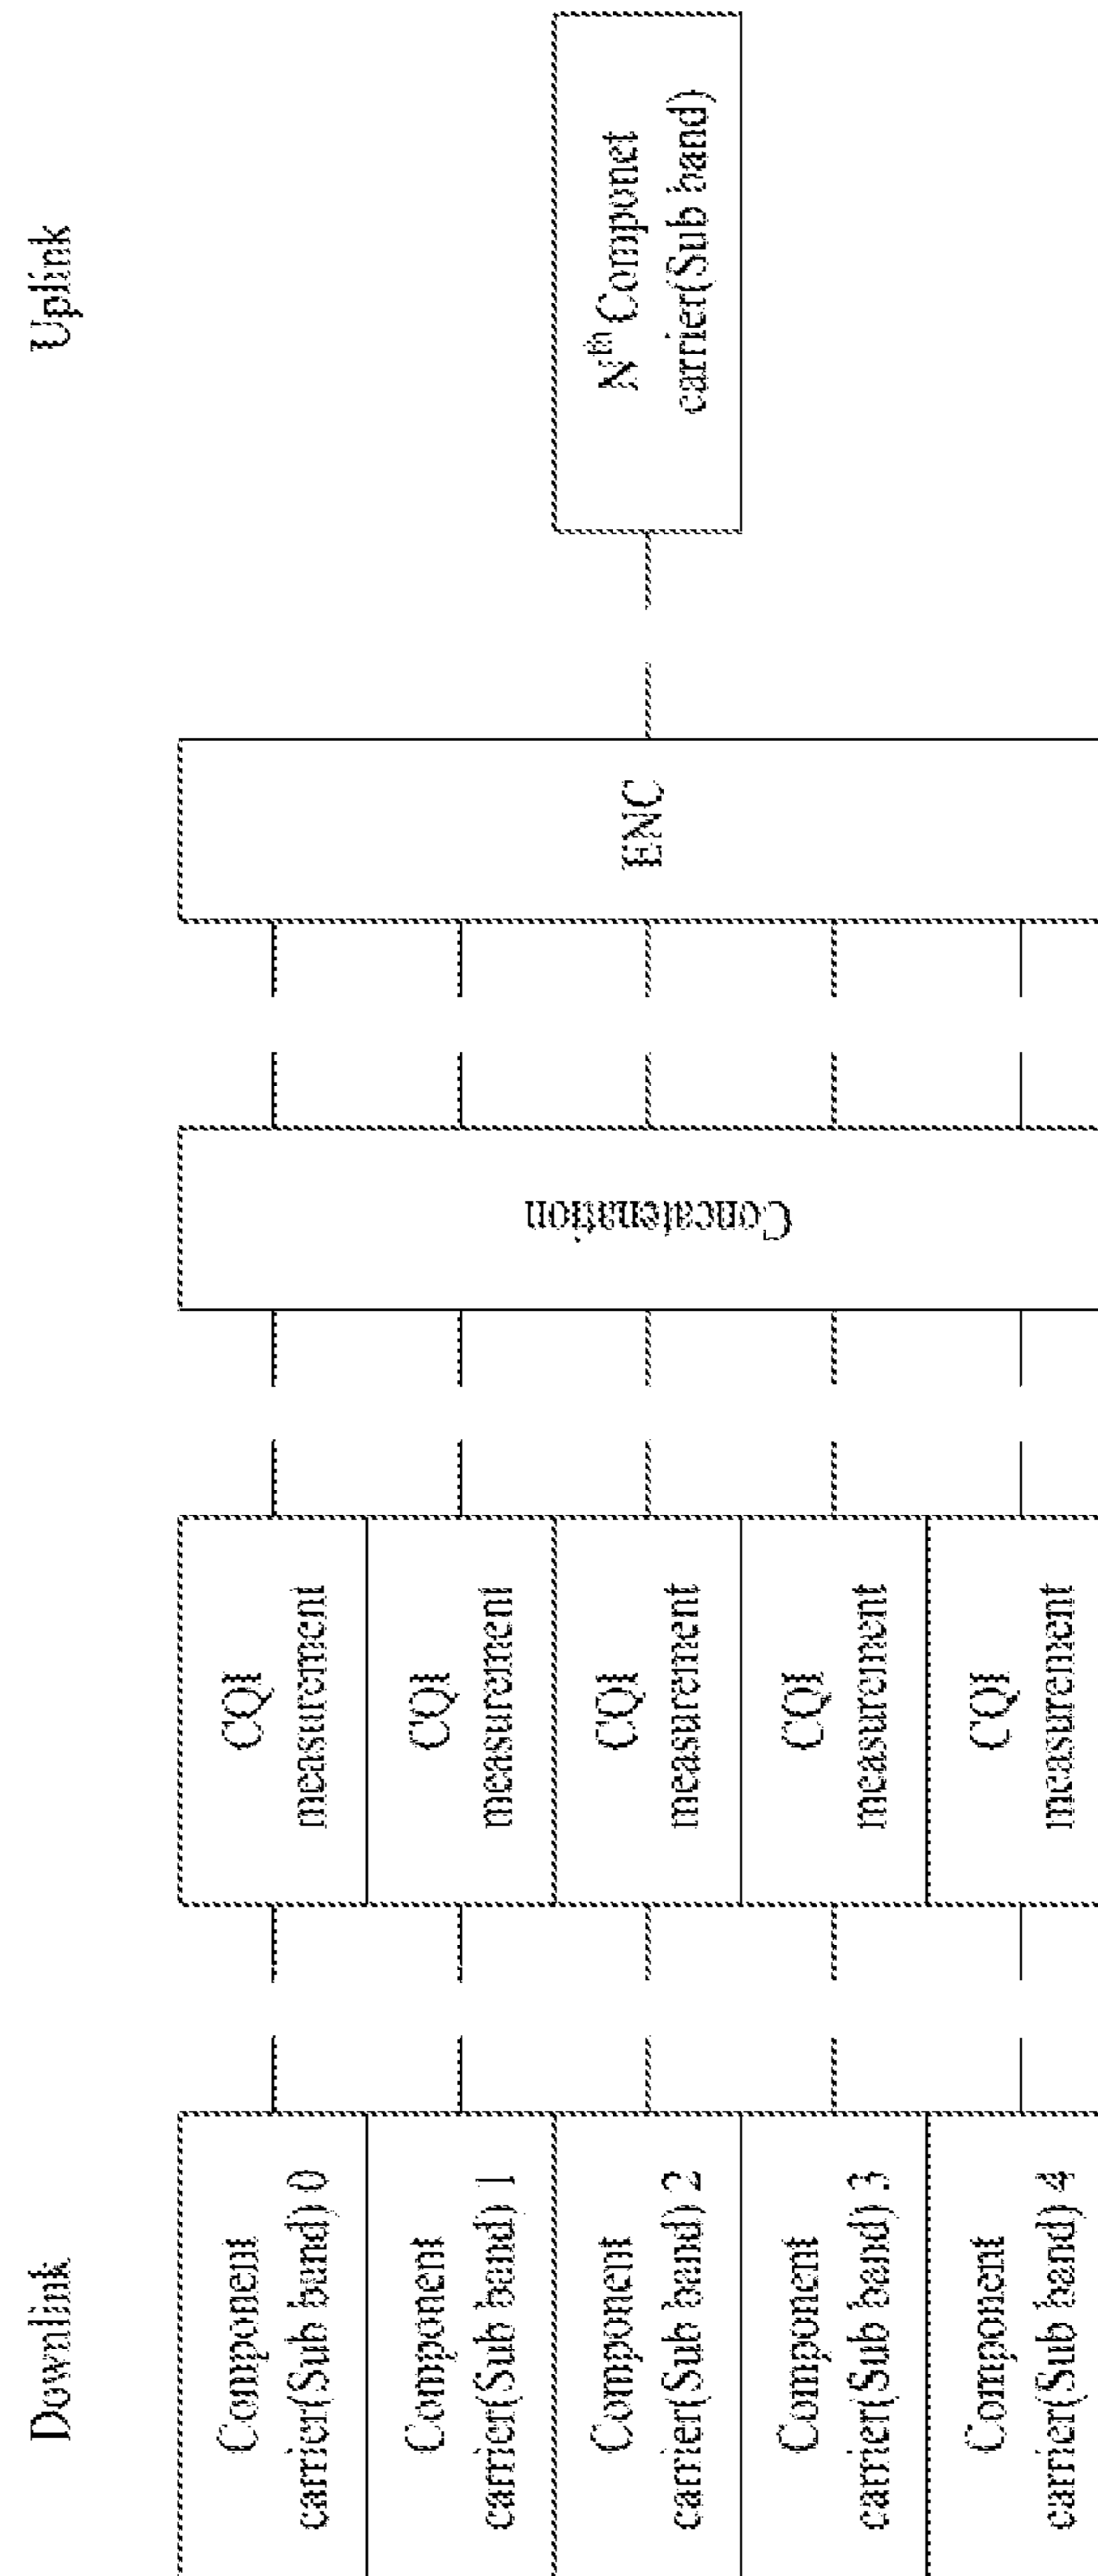 Downlink
Uplink
Component
carrier(Sub band) 0
Component
carrier(Sub band) 1
Component
carrier(Sub band) 2
Component
carrier(Sub band) 3
Component
carrier(Sub band) 4
CQI
measurement
CQI
measurement
CQI
measurement
CQI
measurement
CQI
measurement
Concatenation
ENC
Nth Componet
carrier(Sub band)